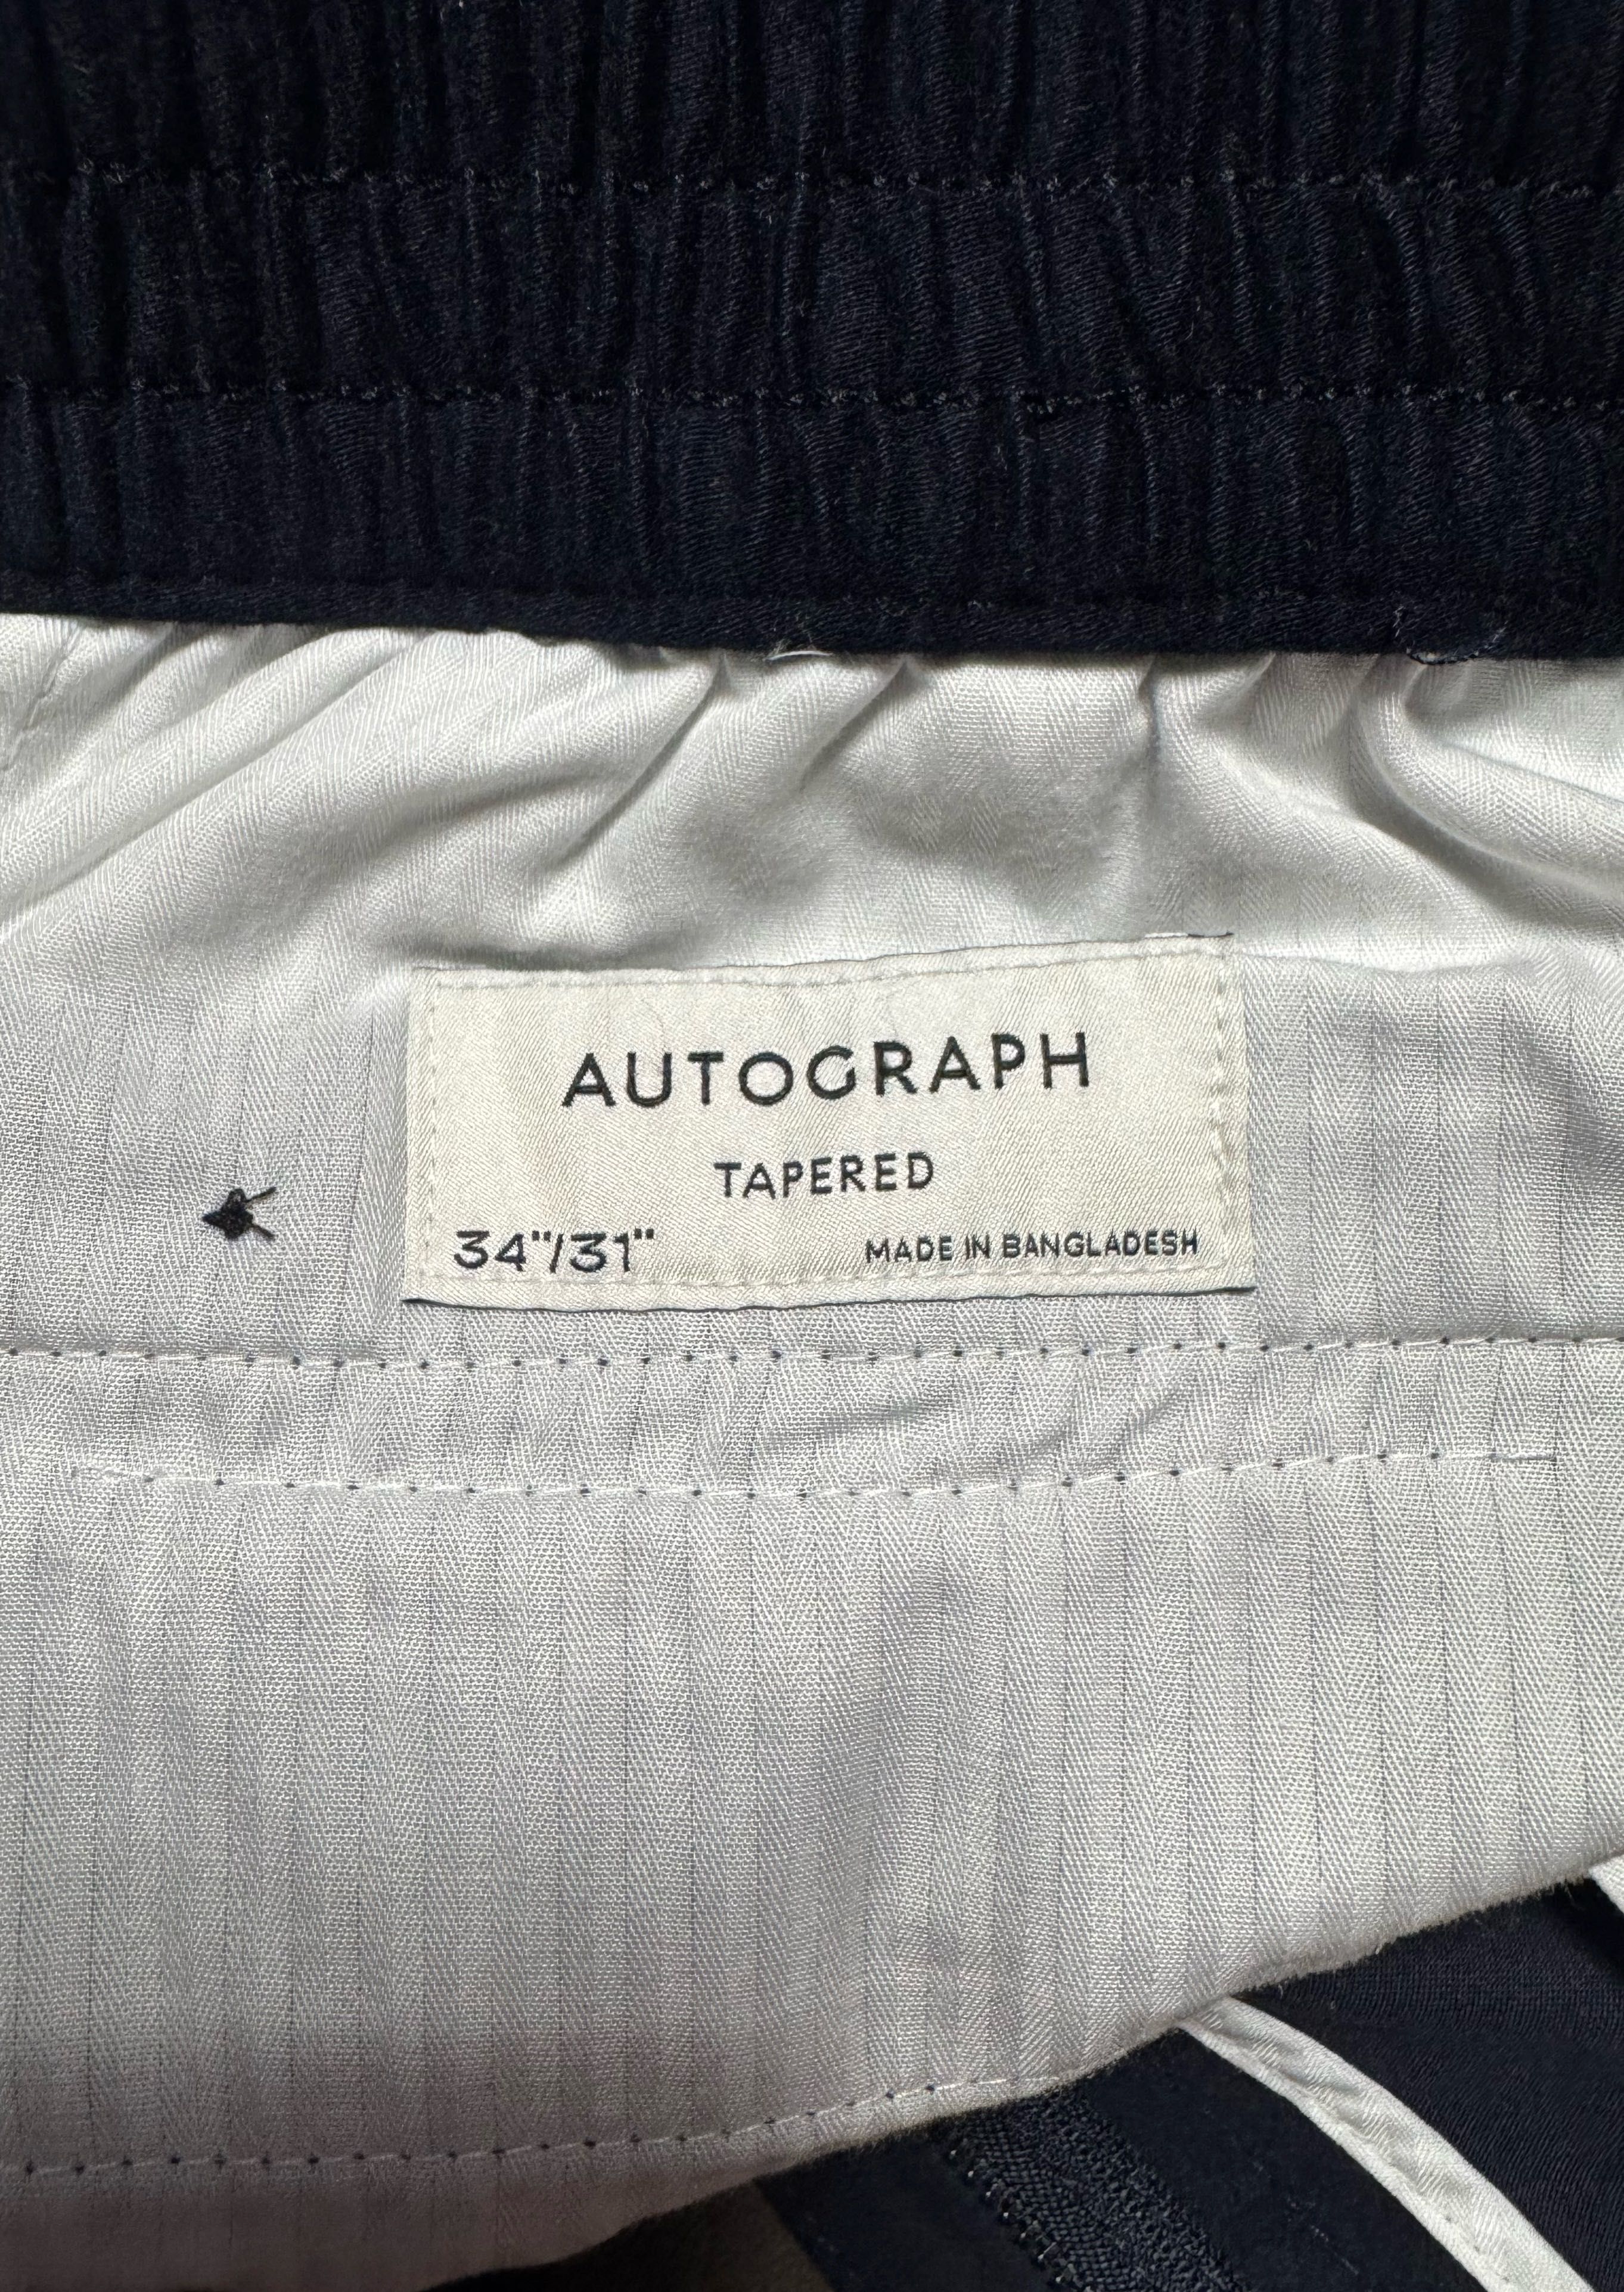 AUTOGRAPH
TAPERED
34"/31" MADE IN BANGLADESH